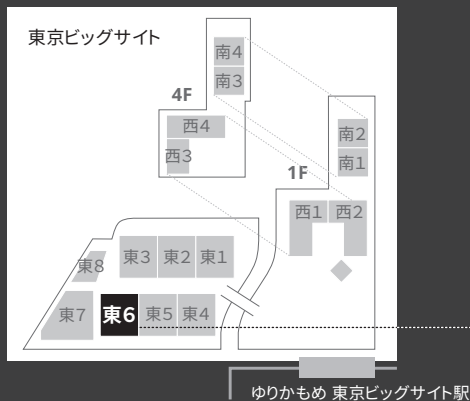 東京ビッグサイト
南4
南3
4F
西4
西3
南2
南1
1F
西1
西2
東3
東2
東1
東8
東7
東6
東5
東4
ゆりかもめ 東京ビッグサイト駅